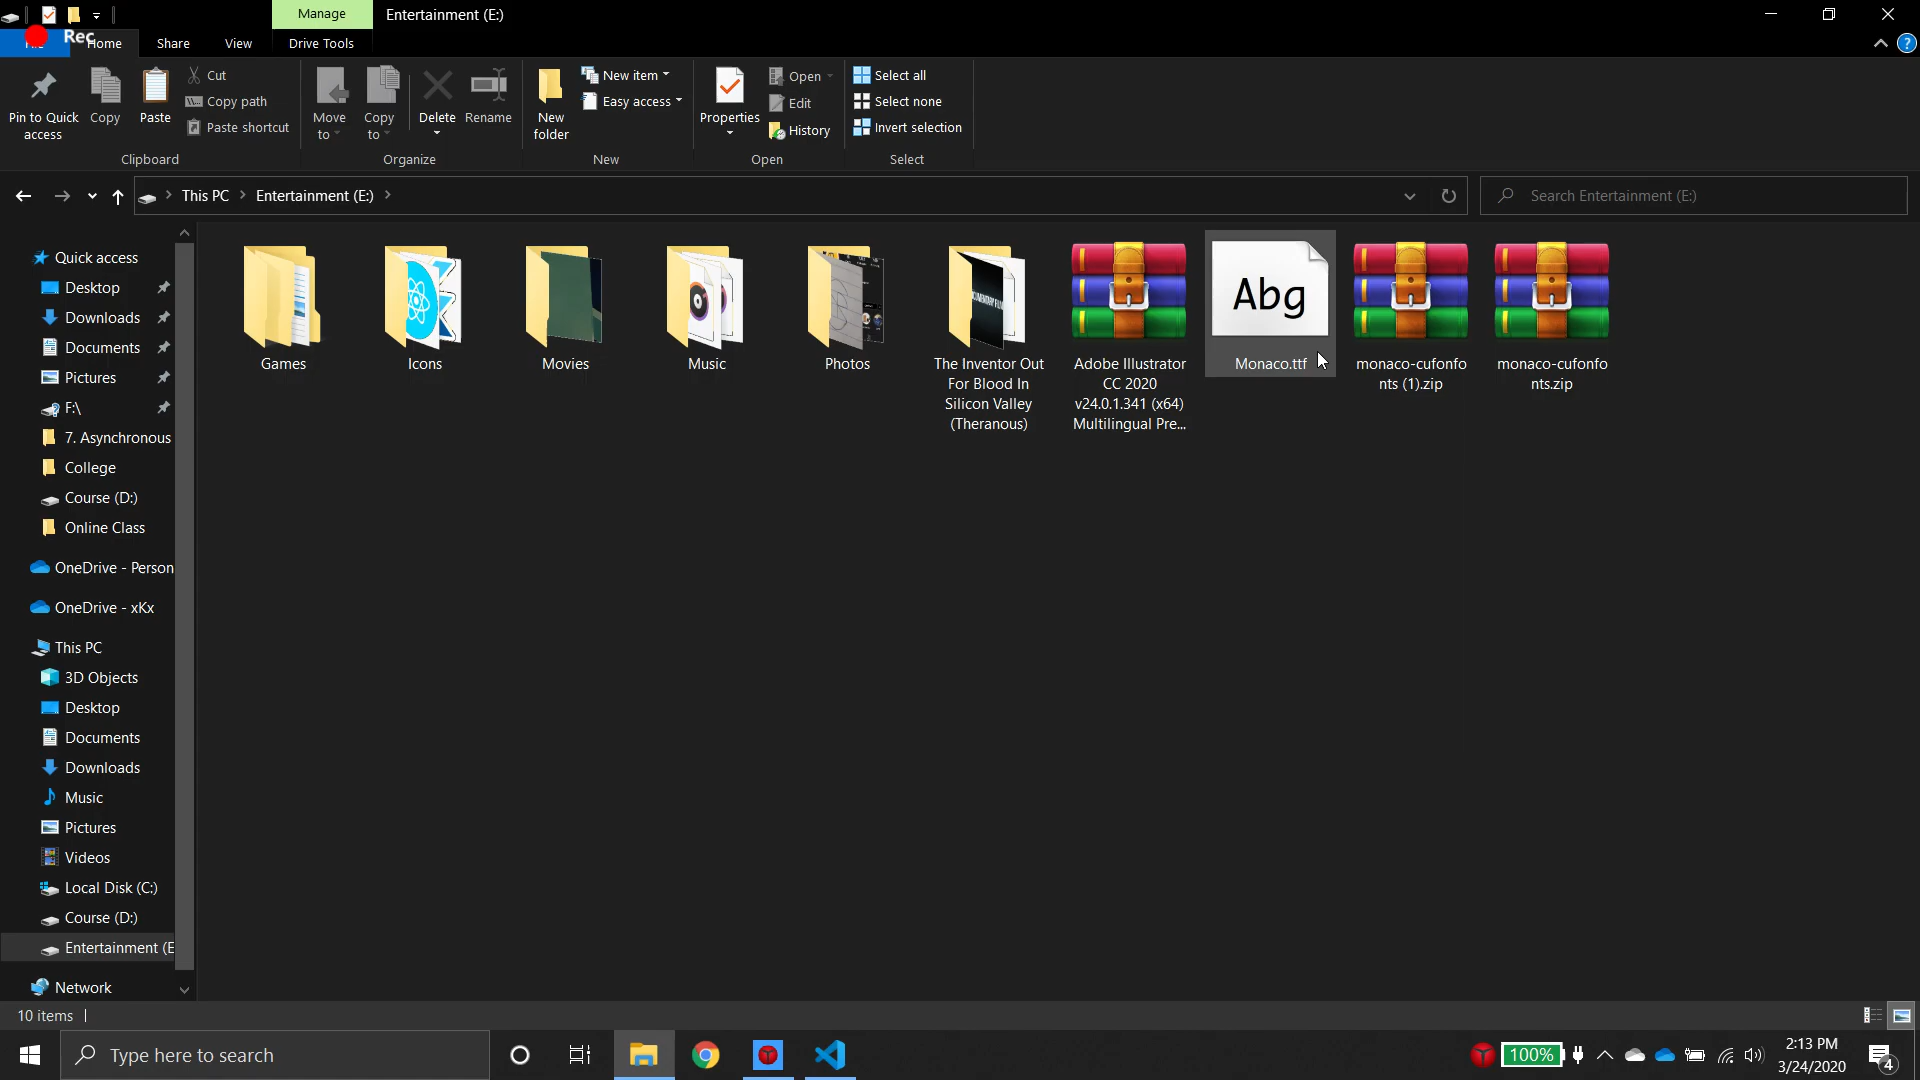 Manage
Entertainment (E:)
Rec
Home
Share
View
Drive Tools
Pin to Quick access
Copy
Paste
Cut
Copy path
Paste shortcut
Move to
Copy to
Delete
Rename
New folder
New item
Easy access
Properties
Open
Edit
History
Select all
Select none
Invert selection
Clipboard
Organize
New
Open
Select
This PC
Entertainment (E:)
Search Entertainment (E:)
Quick access
Desktop
Downloads
Documents
Pictures
F:\
7. Asynchronous
College
Course (D:)
Online Class
OneDrive - Person
OneDrive - xKx
This PC
3D Objects
Desktop
Documents
Downloads
Music
Pictures
Videos
Local Disk (C:)
Course (D:)
Entertainment (E
Network
Games
Icons
Movies
Music
Photos
The Inventor Out
For Blood In
Silicon Valley
(Theranous)
Adobe Illustrator
CC 2020
v24.0.1.341 (x64)
Multilingual Pre...
Abg
Monaco.ttf
monaco-cufonfo
nts (1).zip
monaco-cufonfo
nts.zip
10 items
Type here to search
100%
2:13 PM
3/24/2020
4